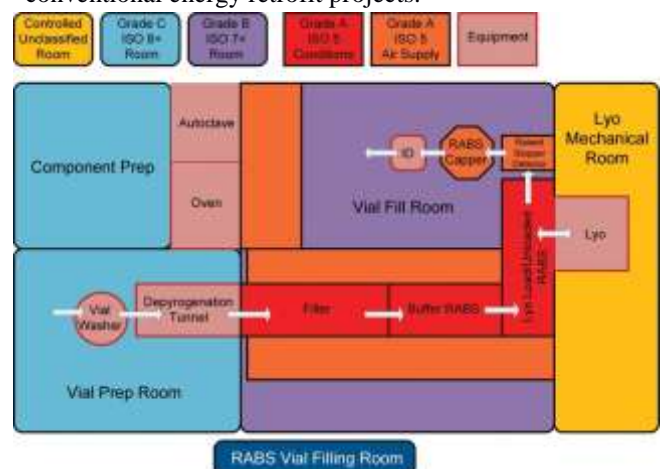 conventional energy retrofit projects.
Controlled
Unclassified
Room
Grade C
ISO 8+
Room
Grade B
ISO 7+
Room
Grade A
ISO 5
Conditions
Grade A
ISO 5
Air Supply
Equipment
Component Prep
Autoclave
Oven
ID
RABS
Capper
Raised
Stopper
Detector
Vial Fill Room
Lyo
Mechanical
Room
Lyo
Lyo Load/Unload
RABS
Vial
Washer
Depyrogenation
Tunnel
Filler
Buffer RABS
Vial Prep Room
RABS Vial Filling Room